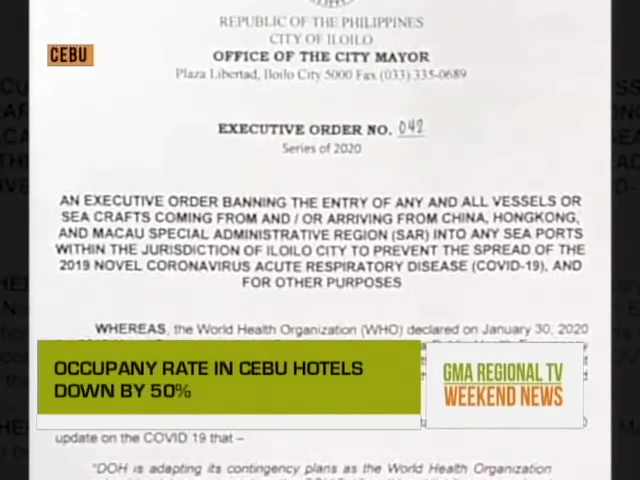 REPUBLIC OF THE PHILIPPINES
CITY OF ILOILO
OFFICE OF THE CITY MAYOR
Plaza Libertad, Iloilo City 5000 Fax (033) 335-0689
CEBU
EXECUTIVE ORDER NO. 042
Series of 2020
AN EXECUTIVE ORDER BANNING THE ENTRY OF ANY AND ALL VESSELS OR
SEA CRAFTS COMING FROM AND / OR ARRIVING FROM CHINA, HONGKONG,
AND MACAU SPECIAL ADMINISTRATIVE REGION (SAR) INTO ANY SEA PORTS
WITHIN THE JURISDICTION OF ILOILO CITY TO PREVENT THE SPREAD OF THE
2019 NOVEL CORONAVIRUS ACUTE RESPIRATORY DISEASE (COVID-19), AND
FOR OTHER PURPOSES
WHEREAS, the World Health Organization (WHO) declared on January 30, 2020
OCCUPANY RATE IN CEBU HOTELS
DOWN BY 50%
GMA REGIONAL TV
WEEKEND NEWS
update on the COVID 19 that –
"DOH is adapting its contingency plans as the World Health Organization